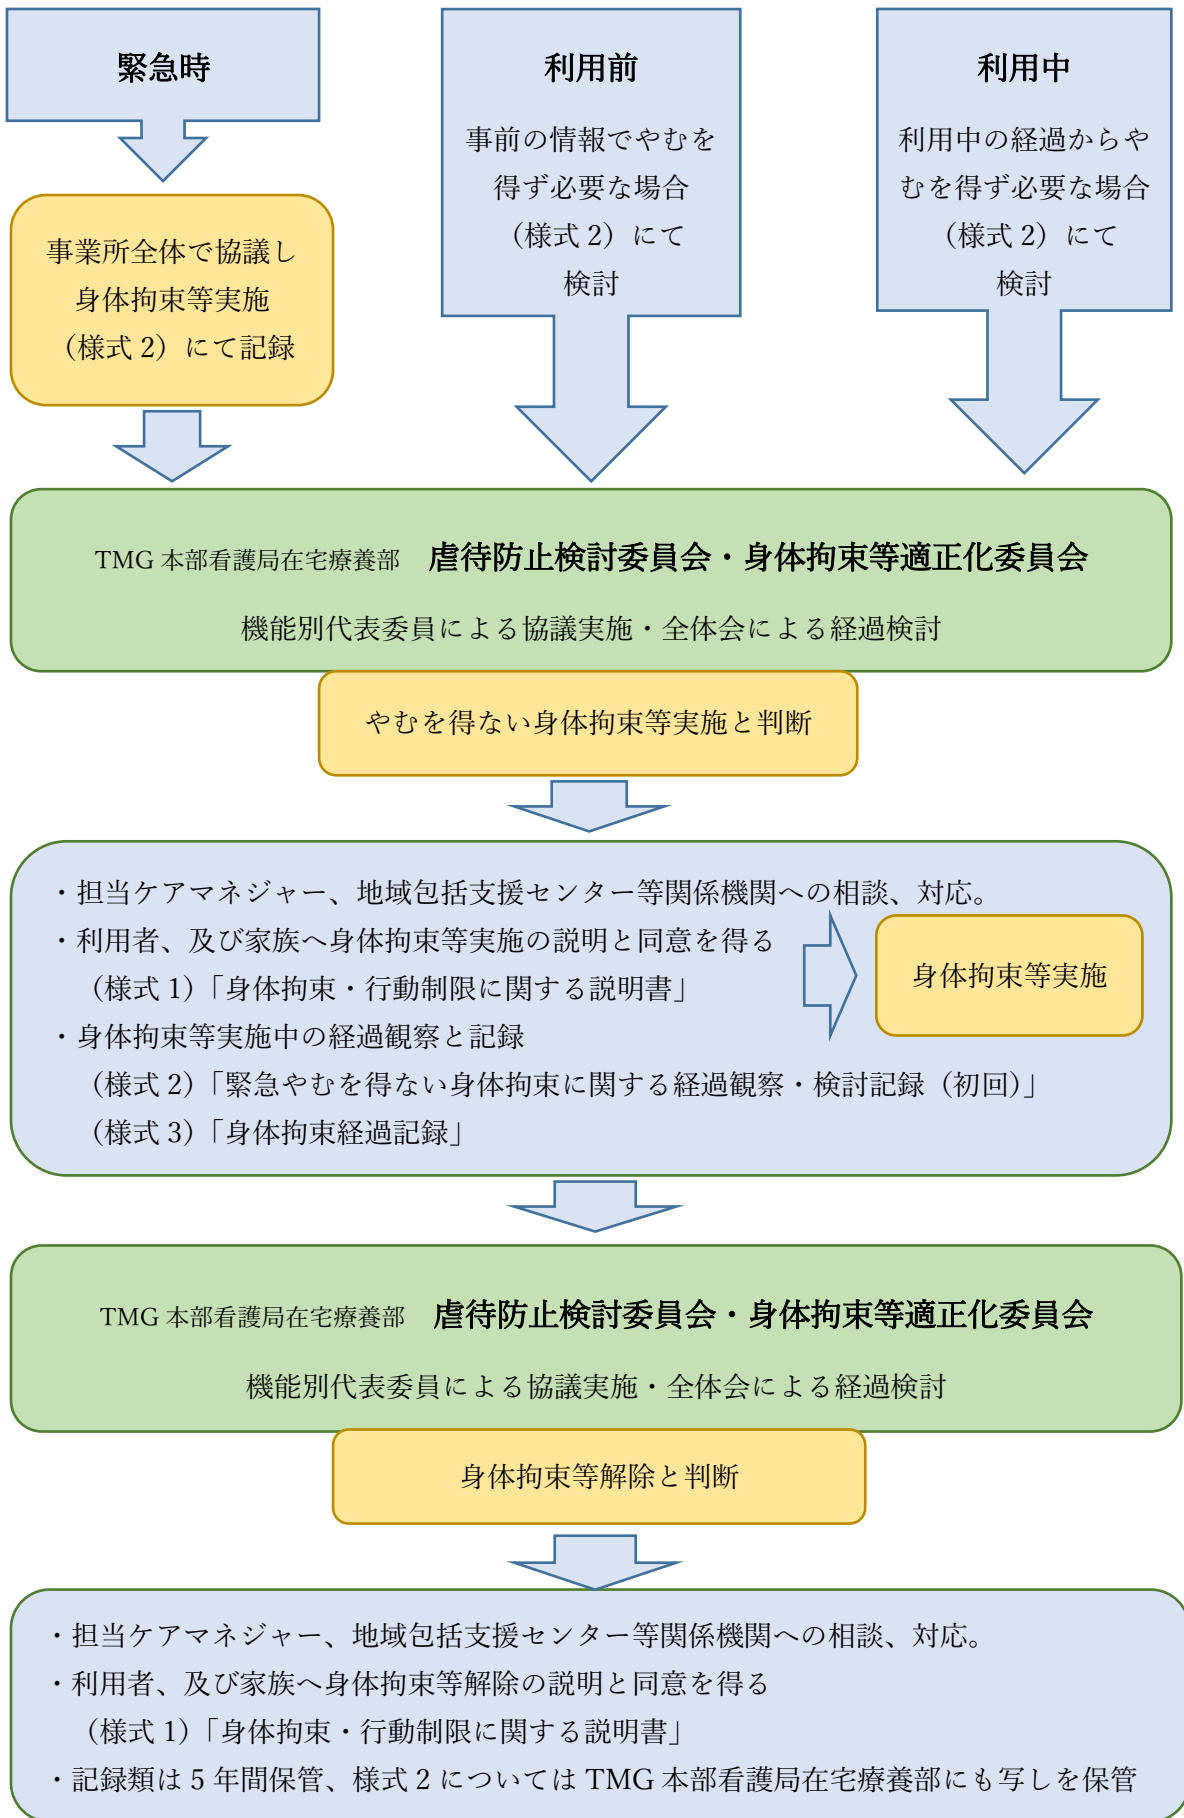 緊急時
事業所全体で協議し
身体拘束等実施
（様式 2）にて記録
利用前
事前の情報でやむを
得ず必要な場合
（様式 2）にて
検討
利用中
利用中の経過からや
むを得ず必要な場合
（様式 2）にて
検討
TMG 本部看護局在宅療養部　虐待防止検討委員会・身体拘束等適正化委員会
機能別代表委員による協議実施・全体会による経過検討
やむを得ない身体拘束等実施と判断
・担当ケアマネジャー、地域包括支援センター等関係機関への相談、対応。
・利用者、及び家族へ身体拘束等実施の説明と同意を得る
（様式 1）「身体拘束・行動制限に関する説明書」
・身体拘束等実施中の経過観察と記録
（様式 2）「緊急やむを得ない身体拘束に関する経過観察・検討記録（初回）」
（様式 3）「身体拘束経過記録」
身体拘束等実施
TMG 本部看護局在宅療養部　虐待防止検討委員会・身体拘束等適正化委員会
機能別代表委員による協議実施・全体会による経過検討
身体拘束等解除と判断
・担当ケアマネジャー、地域包括支援センター等関係機関への相談、対応。
・利用者、及び家族へ身体拘束等解除の説明と同意を得る
（様式 1）「身体拘束・行動制限に関する説明書」
・記録類は 5 年間保管、様式 2 については TMG 本部看護局在宅療養部にも写しを保管